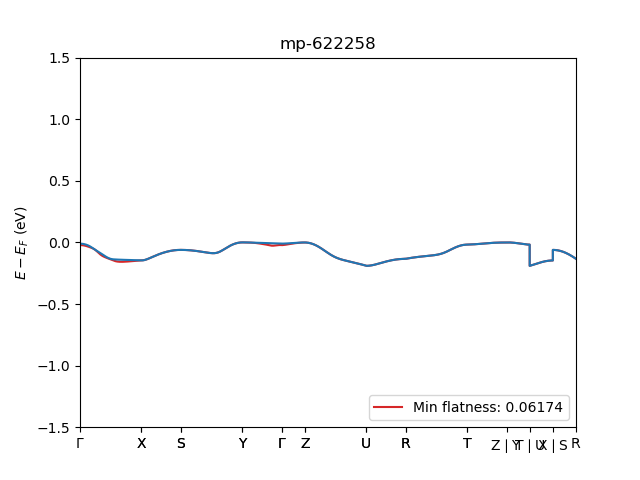 mp-622258
1.5
1.0
0.5
0.0
−0.5
−1.0
−1.5
E − E_F (eV)
Min flatness: 0.06174
Γ X S Y Γ Z U R T Z | Y T | U X | S R